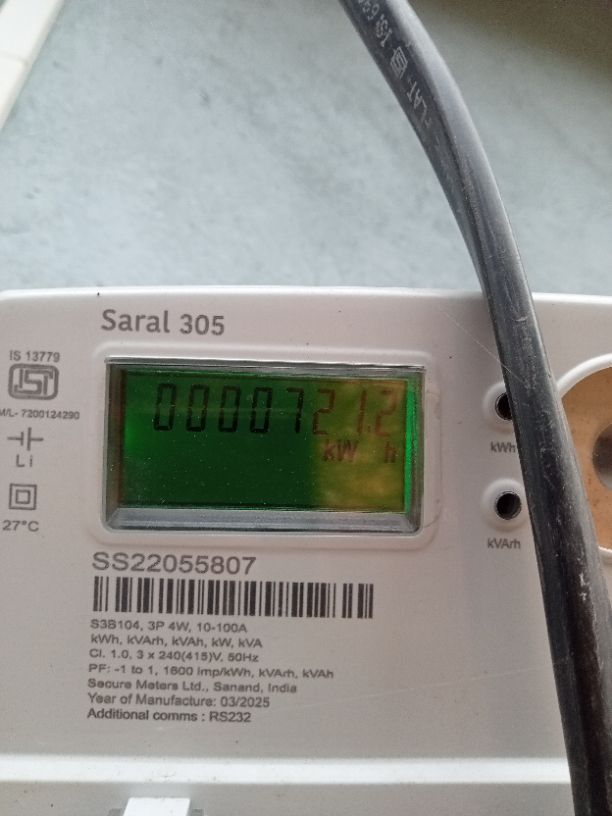 Saral 305
IS 13779
ISI
M/L- 7200124290
Li
27°C
0000721.2
kW h
kWh
kVArh
SS22055807
S3B104, 3P 4W, 10-100A
kWh, kVArh, kVAh, kW, kVA
Cl. 1.0, 3 x 240(415)V, 50Hz
PF: -1 to 1, 1600 imp/kWh, kVArh, kVAh
Secure Meters Ltd., Sanand, India
Year of Manufacture: 03/2025
Additional comms : RS232